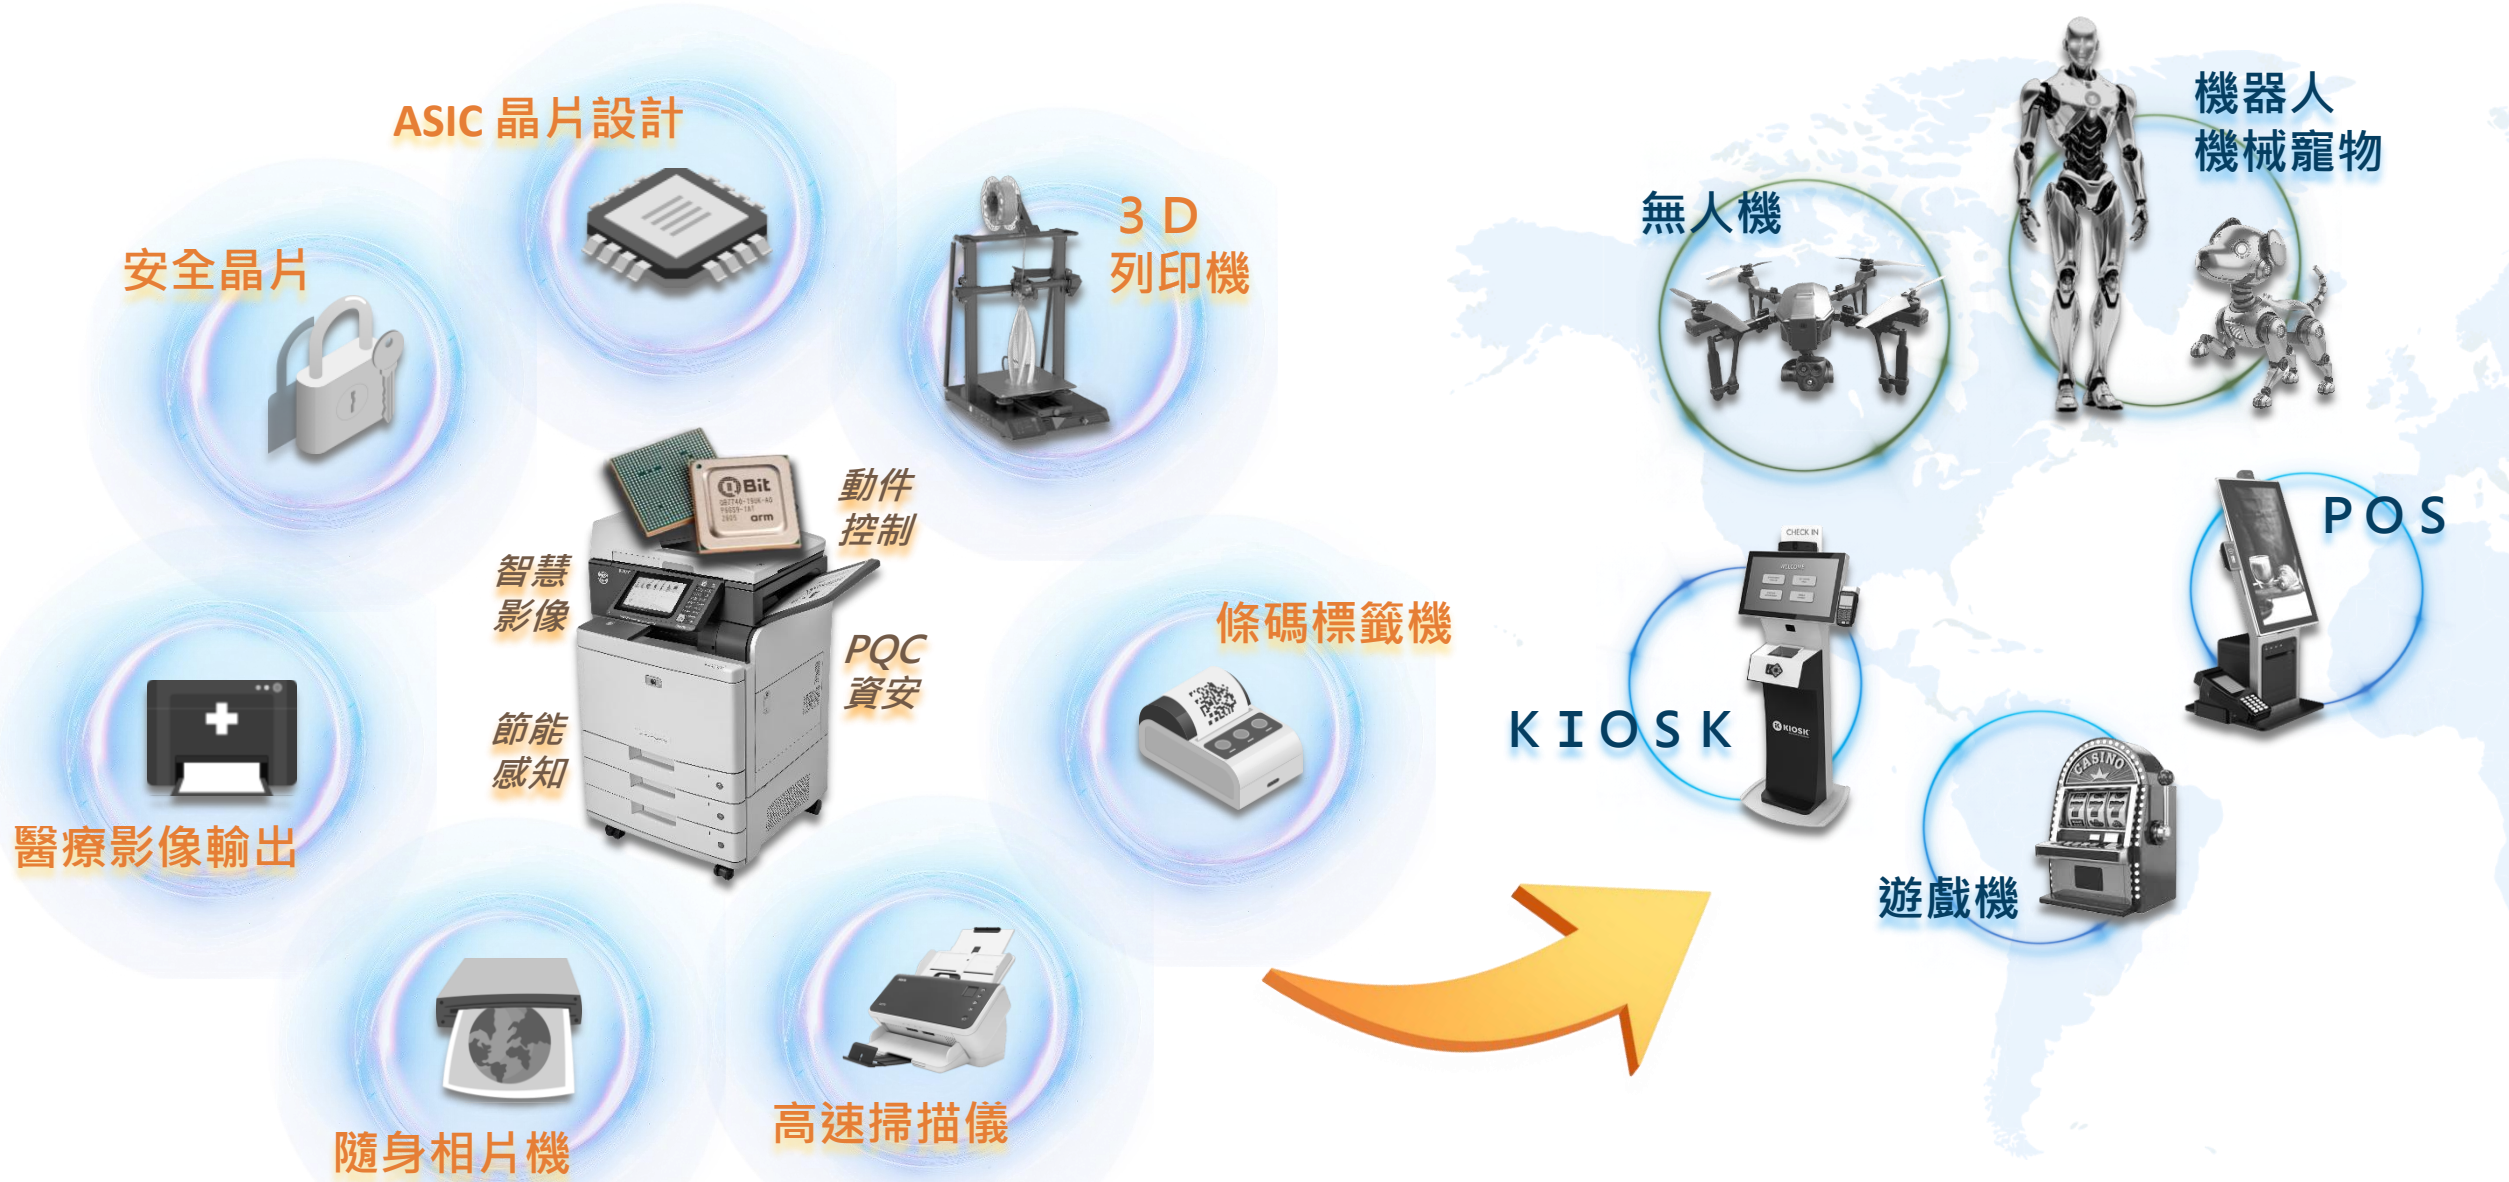 ASIC 晶片設計
安全晶片
3 D
列印機
動件
控制
智慧
影像
PQC
資安
節能
感知
QBit
arm
條碼標籤機
醫療影像輸出
隨身相片機
高速掃描儀
無人機
機器人
機械寵物
POS
CHECK IN
WELCOME
KIOSK
KIOSK
CASINO
遊戲機